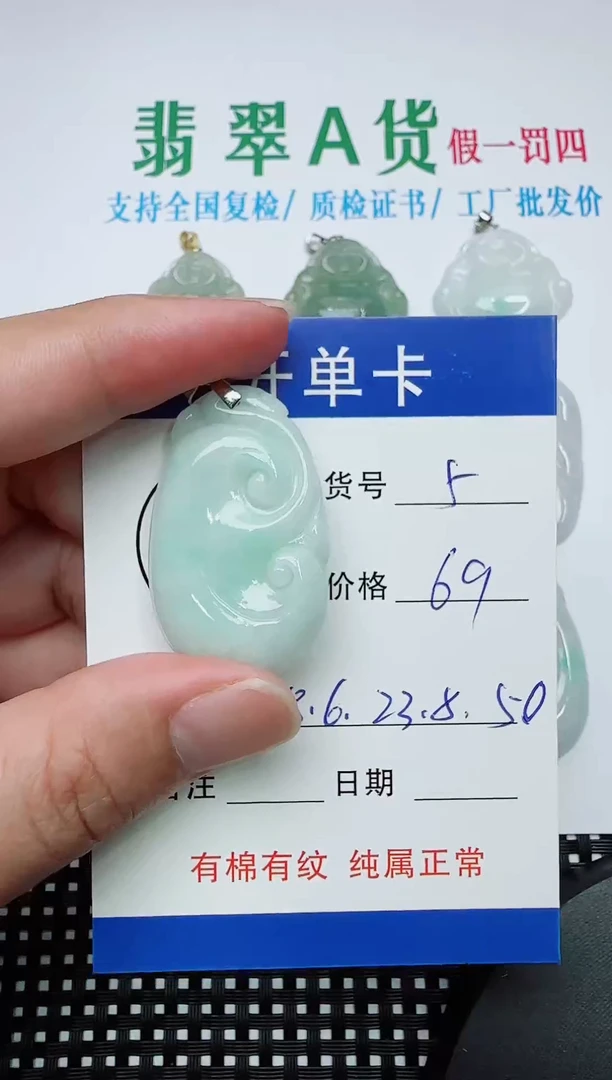 翡翠A货 假一罚四
支持全国复检/ 质检证书/ 工厂批发价
开单卡
货号 5
价格 69
.6.23.8.50
备注 日期
有棉有纹 纯属正常